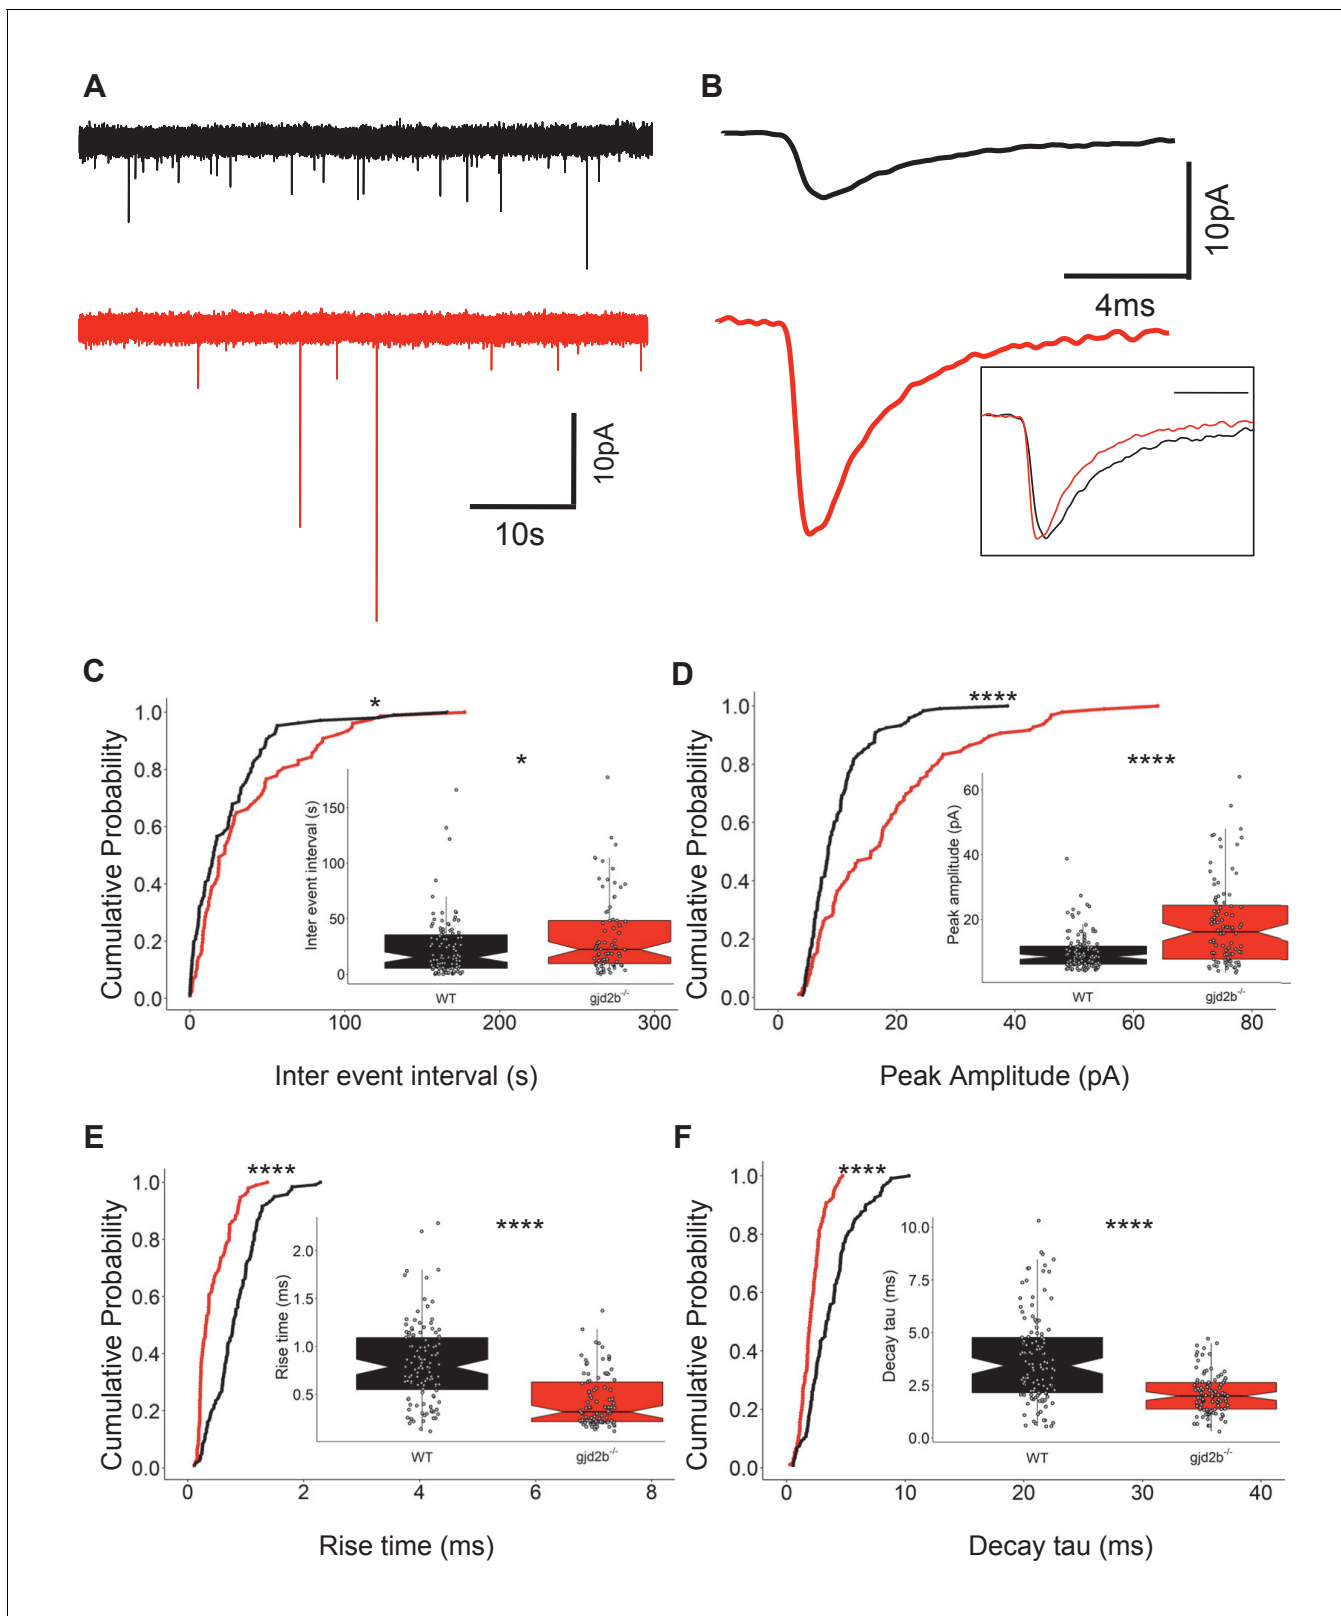 A
B
10pA
4ms
10pA
10s
C
*
1.0
0.8
0.6
0.4
0.2
0.0
Cumulative Probability
*
150
100
50
0
Inter event interval (s)
WT
gjd2b-/-
0
100
200
300
Inter event interval (s)
D
****
1.0
0.8
0.6
0.4
0.2
0.0
Cumulative Probability
****
60
40
20
Peak amplitude (pA)
WT
gjd2b-/-
0
20
40
60
80
Peak Amplitude (pA)
E
****
1.0
0.8
0.6
0.4
0.2
0.0
Cumulative Probability
****
2.0
1.5
1.0
0.5
Rise time (ms)
WT
gjd2b-/-
0
2
4
6
8
Rise time (ms)
F
****
1.0
0.8
0.6
0.4
0.2
0.0
Cumulative Probability
****
10.0
7.5
5.0
2.5
0.0
Decay tau (ms)
WT
gjd2b-/-
0
10
20
30
40
Decay tau (ms)